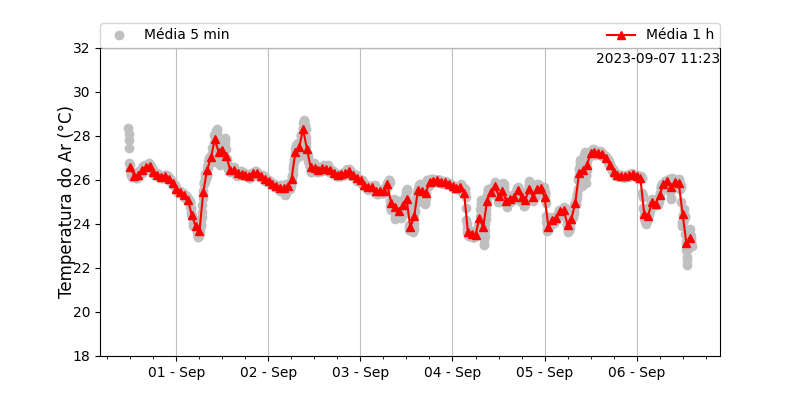 Média 5 min
Média 1 h
2023-09-07 11:23
Temperatura do Ar (°C)
32
30
28
26
24
22
20
18
01 - Sep
02 - Sep
03 - Sep
04 - Sep
05 - Sep
06 - Sep